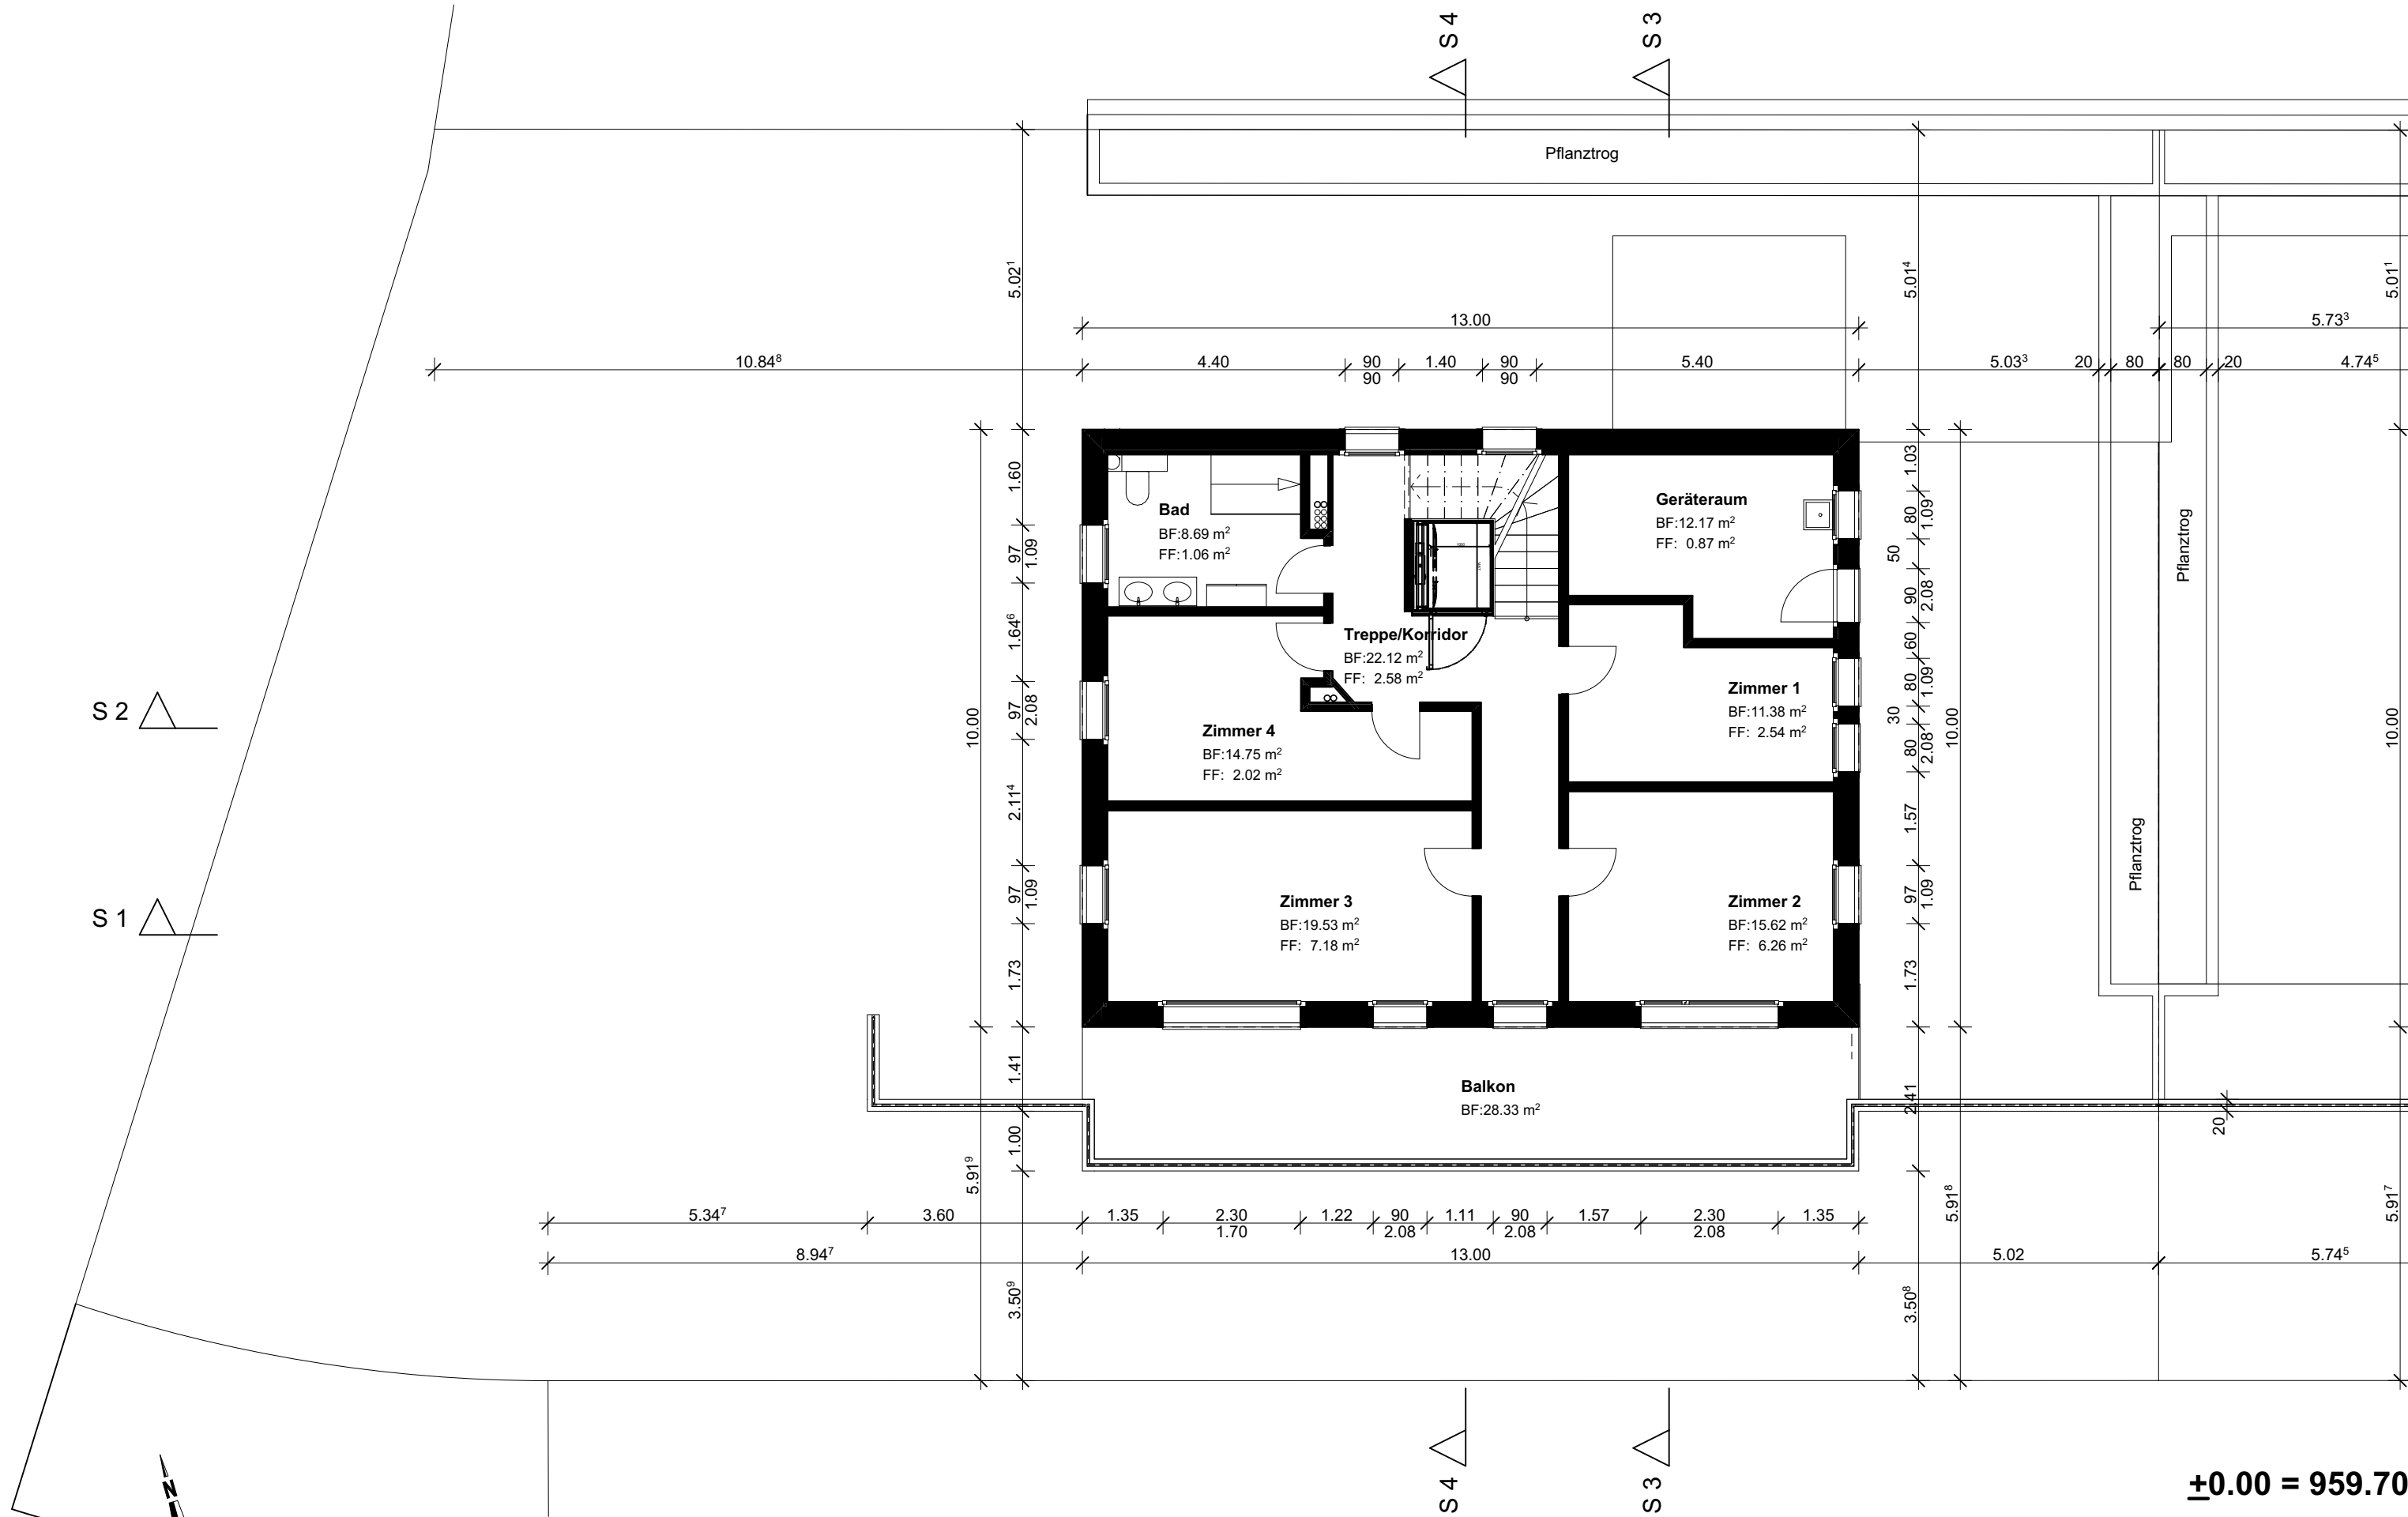 S 4
S 3
Pflanztrog
5.02¹
5.01⁴
5.01¹
13.00
5.73³
10.84⁸
4.40
90
90
1.40
90
90
5.40
5.03³
20
80
80
20
4.74⁵
1.60
97
1.09
1.64⁶
97
2.08
2.11⁴
97
1.09
1.73
10.00
1.41
1.00
5.91⁹
3.50⁹
Bad
BF:8.69 m²
FF:1.06 m²
Geräteraum
BF:12.17 m²
FF: 0.87 m²
Treppe/Korridor
BF:22.12 m²
FF: 2.58 m²
Zimmer 1
BF:11.38 m²
FF: 2.54 m²
Zimmer 4
BF:14.75 m²
FF: 2.02 m²
Zimmer 3
BF:19.53 m²
FF: 7.18 m²
Zimmer 2
BF:15.62 m²
FF: 6.26 m²
Balkon
BF:28.33 m²
1.03
80
1.09
50
90
2.08
60
80
1.09
30
80
2.08
1.57
97
1.09
1.73
10.00
10.00
2.41
5.91⁸
3.50⁸
5.91⁷
20
Pflanztrog
Pflanztrog
S 2
S 1
5.34⁷
3.60
1.35
2.30
1.70
1.22
90
2.08
1.11
90
2.08
1.57
2.30
2.08
1.35
8.94⁷
13.00
5.02
5.74⁵
S 4
S 3
N
±0.00 = 959.70